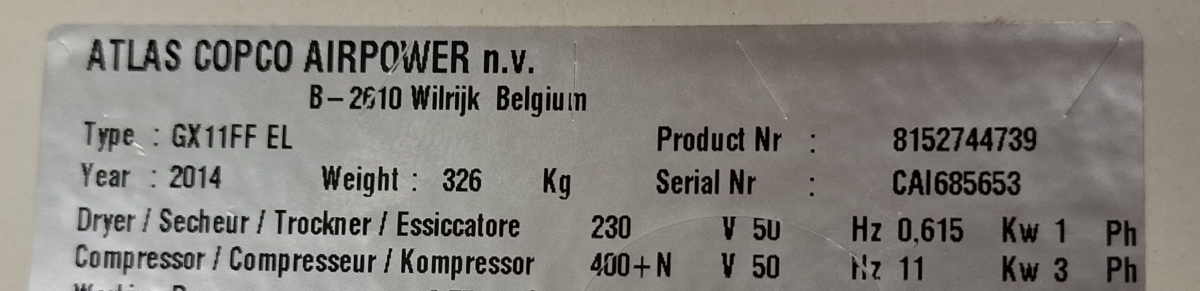 ATLAS COPCO AIRPOWER n.v.
B-2610 Wilrijk Belgium
Type : GX11FF EL Product Nr : 8152744739
Year : 2014 Weight : 326 Kg Serial Nr : CAI685653
Dryer / Secheur / Trockner / Essiccatore 230 V 50 Hz 0,615 Kw 1 Ph
Compressor / Compresseur / Kompressor 400+N V 50 Hz 11 Kw 3 Ph